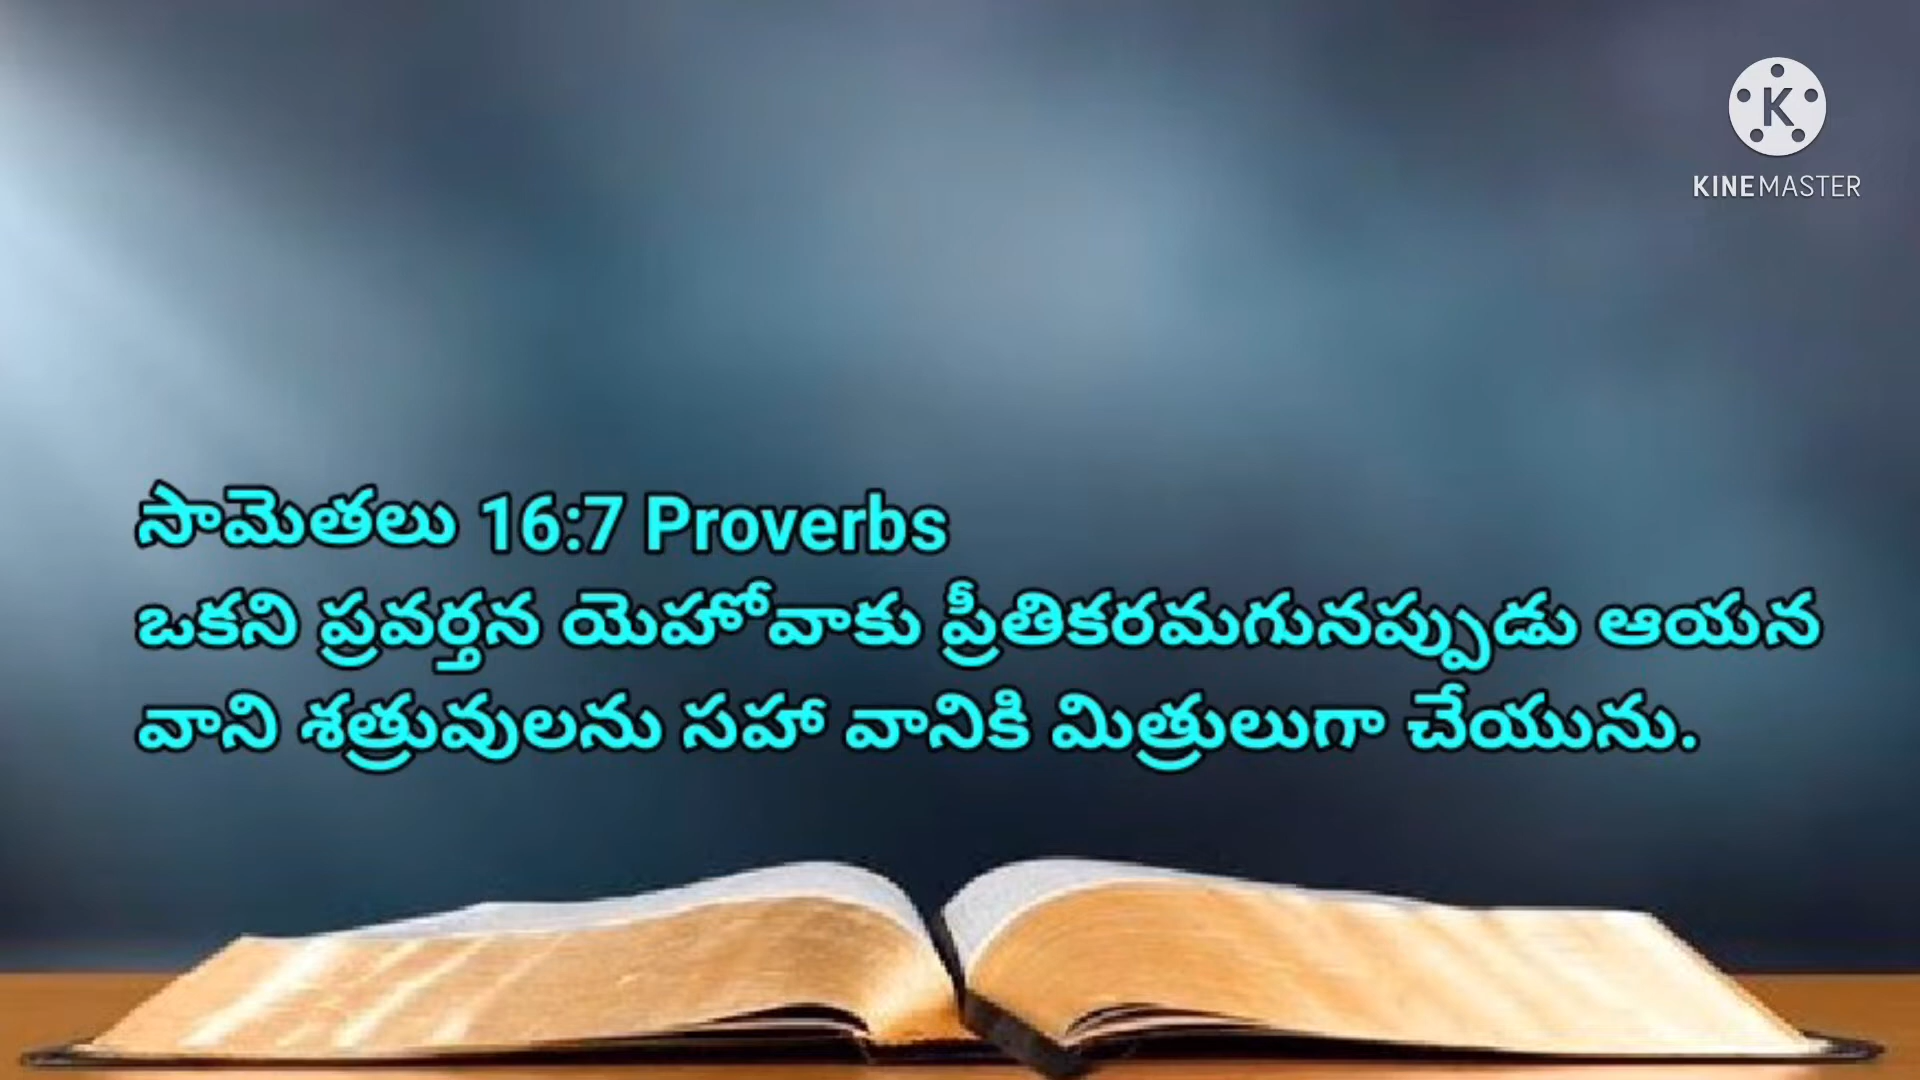 K
KINEMASTER
సామెతలు 16:7 Proverbs
ఒకని ప్రవర్తన యెహోవాకు ప్రీతికరమగునప్పుడు ఆయన
వాని శత్రువులను సహా వానికి మిత్రులుగా చేయును.